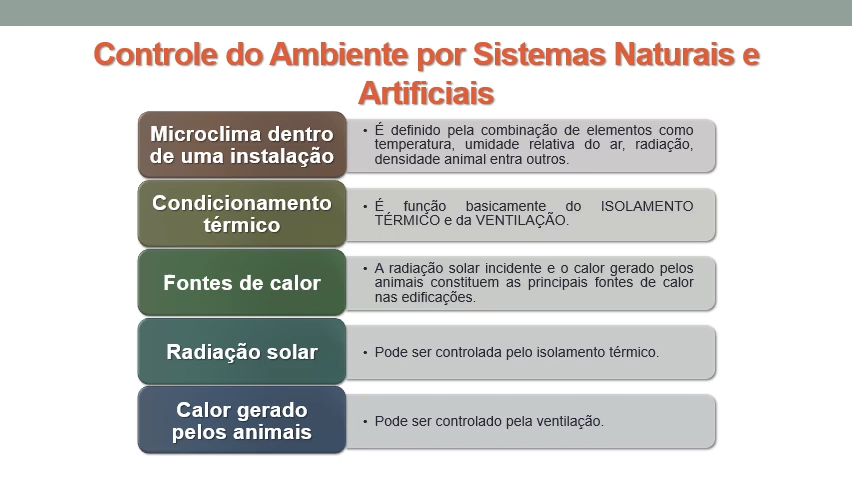 Controle do Ambiente por Sistemas Naturais e
Artificiais
Microclima dentro
de uma instalação
• É definido pela combinação de elementos como
temperatura, umidade relativa do ar, radiação,
densidade animal entra outros.
Condicionamento
térmico
• É função basicamente do ISOLAMENTO
TÉRMICO e da VENTILAÇÃO.
Fontes de calor
• A radiação solar incidente e o calor gerado pelos
animais constituem as principais fontes de calor
nas edificações.
Radiação solar
• Pode ser controlada pelo isolamento térmico.
Calor gerado
pelos animais
• Pode ser controlado pela ventilação.